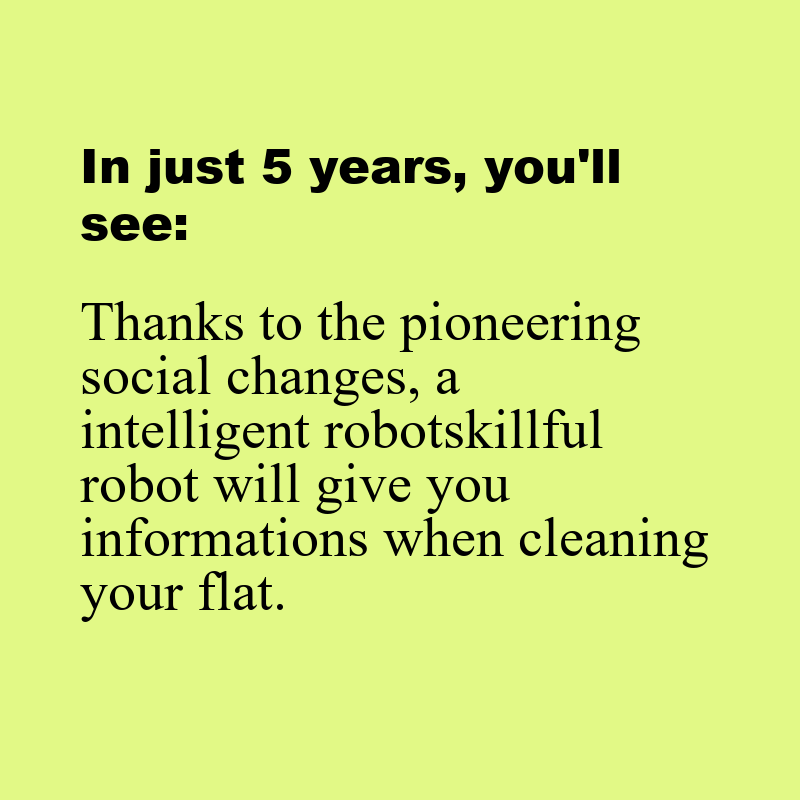 In just 5 years, you'll
see:
Thanks to the pioneering
social changes, a
intelligent robotskillful
robot will give you
informations when cleaning
your flat.